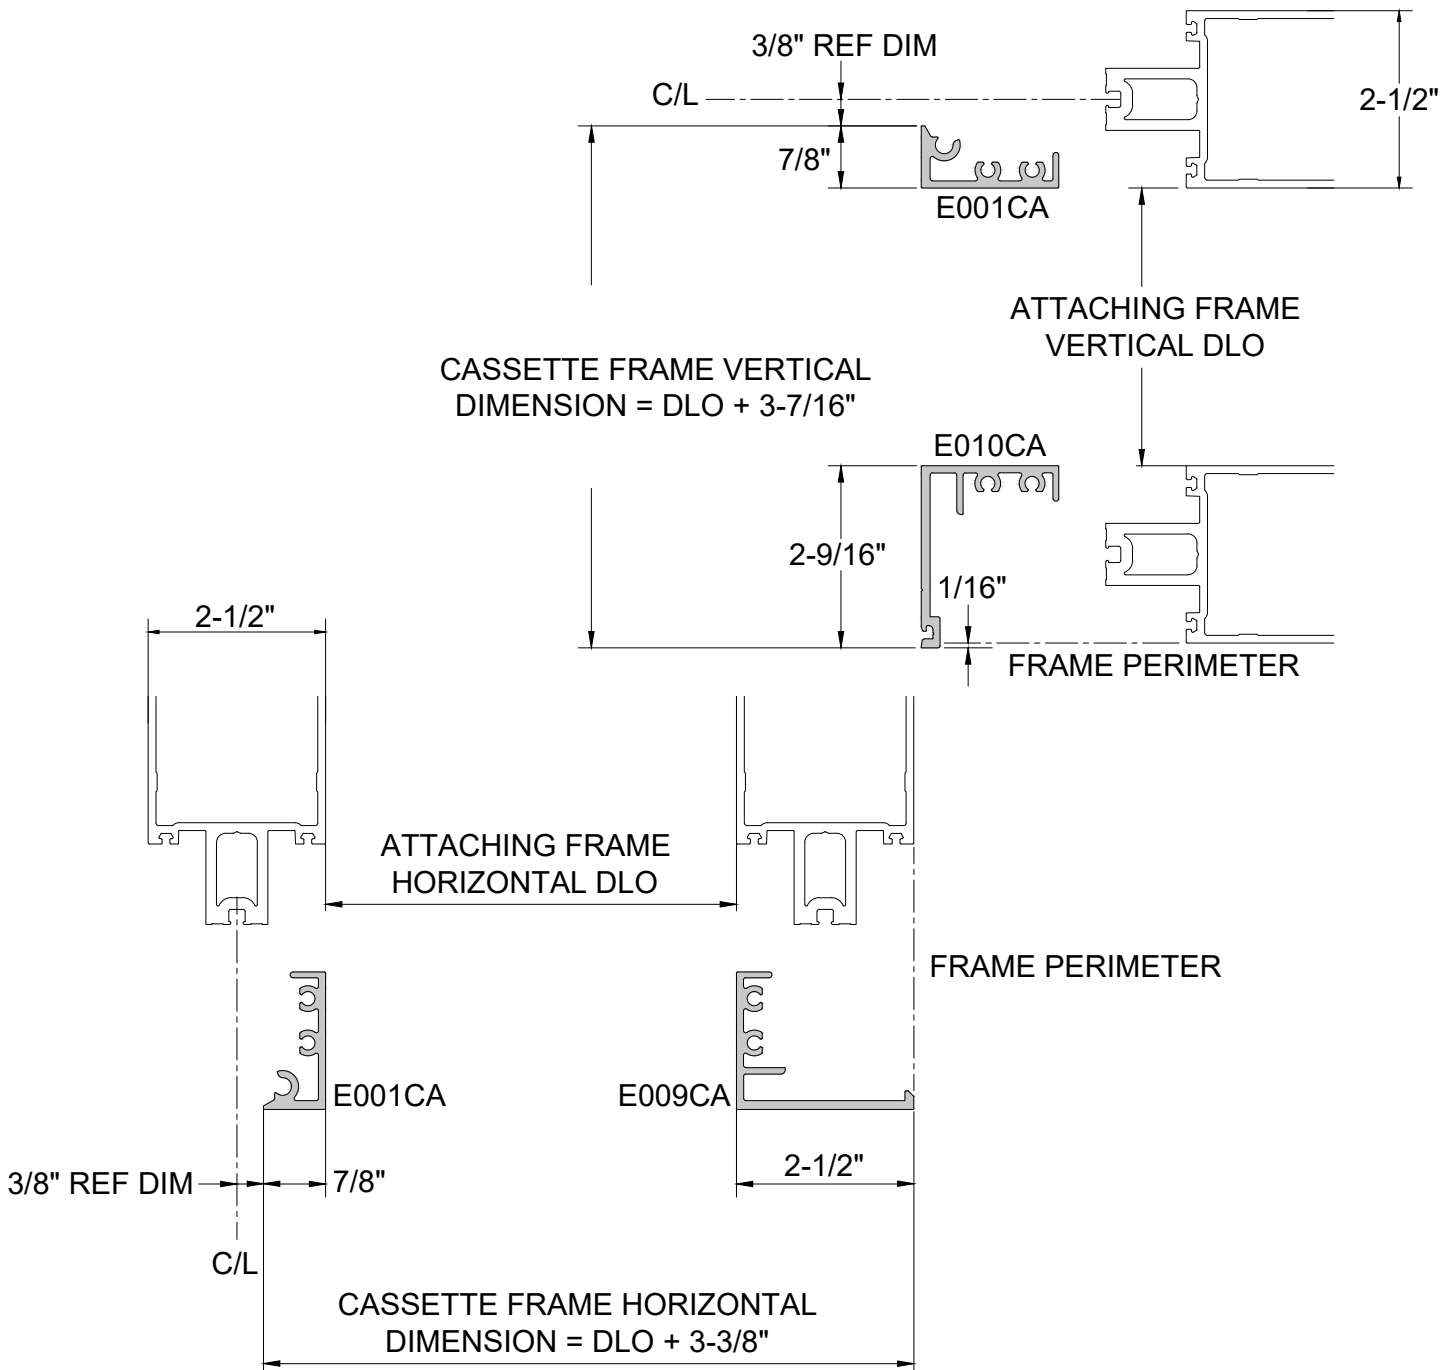 3/8" REF DIM
C/L
2-1/2"
7/8"
E001CA
ATTACHING FRAME
VERTICAL DLO
CASSETTE FRAME VERTICAL
DIMENSION = DLO + 3-7/16"
E010CA
2-9/16"
1/16"
2-1/2"
FRAME PERIMETER
ATTACHING FRAME
HORIZONTAL DLO
FRAME PERIMETER
E001CA
E009CA
3/8" REF DIM
7/8"
2-1/2"
C/L
CASSETTE FRAME HORIZONTAL
DIMENSION = DLO + 3-3/8"